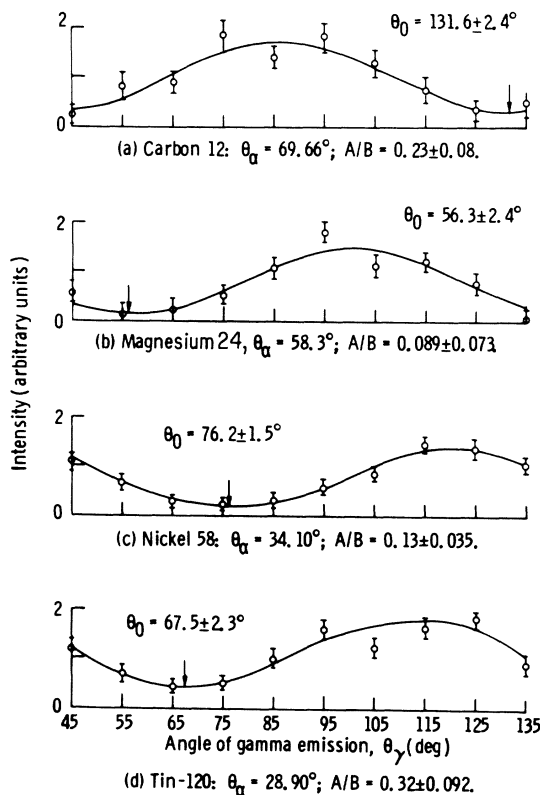 2
1
0
θ0 = 131.6±2.4°
(a) Carbon 12: θα = 69.66°; A/B = 0.23±0.08.
2
0
θ0 = 56.3±2.4°
(b) Magnesium 24, θα = 58.3°; A/B = 0.089±0.073.
Intensity (arbitrary units)
2
1
0
θ0 = 76.2±1.5°
(c) Nickel 58: θα = 34.10°; A/B = 0.13±0.035.
2
1
0
θ0 = 67.5±2.3°
45 55 65 75 85 95 105 115 125 135
Angle of gamma emission, θγ (deg)
(d) Tin-120: θα = 28.90°; A/B = 0.32±0.092.